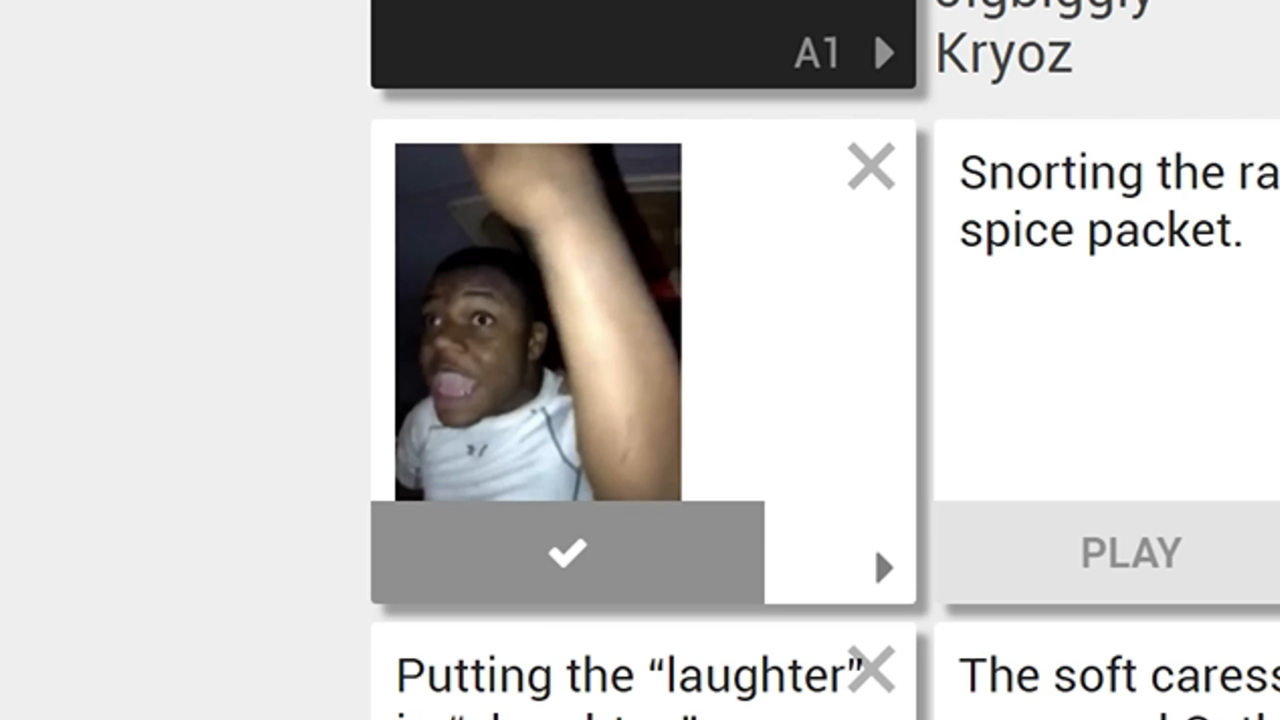 A1
Kryoz
Snorting the ra
spice packet.
PLAY
Putting the “laughter”
The soft caress